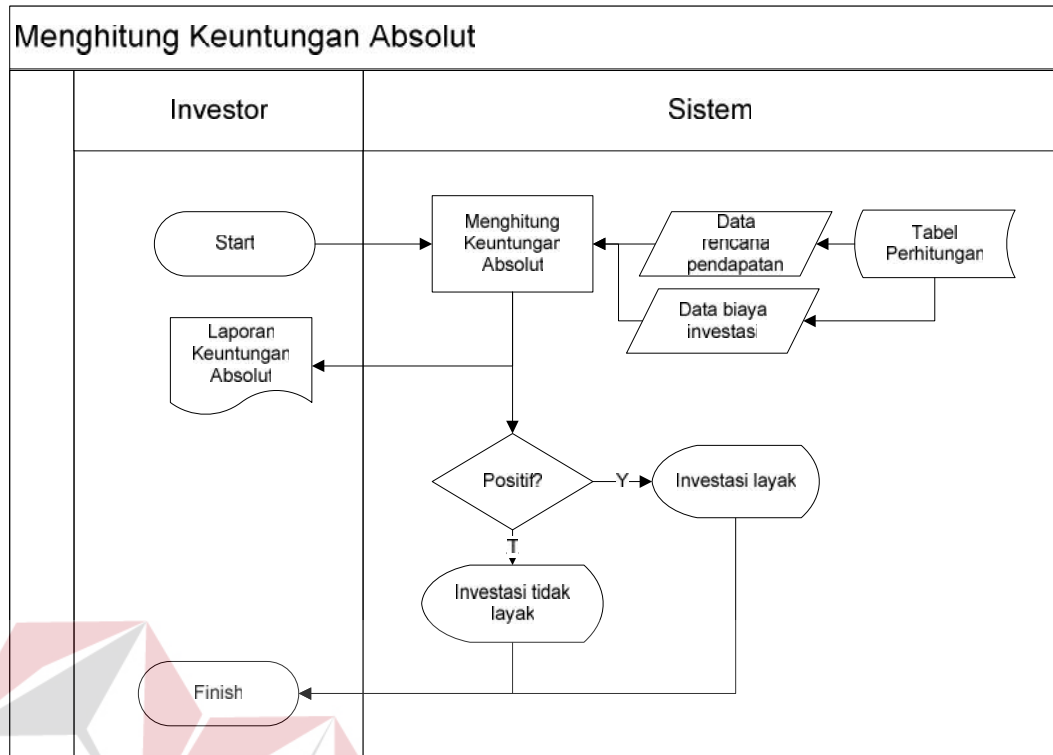 Menghitung Keuntungan Absolut
Investor
Sistem
Start
Menghitung
Keuntungan
Absolut
Data
rencana
pendapatan
Tabel
Perhitungan
Data biaya
investasi
Laporan
Keuntungan
Absolut
Positif?
Y
Investasi layak
T
Investasi tidak
layak
Finish